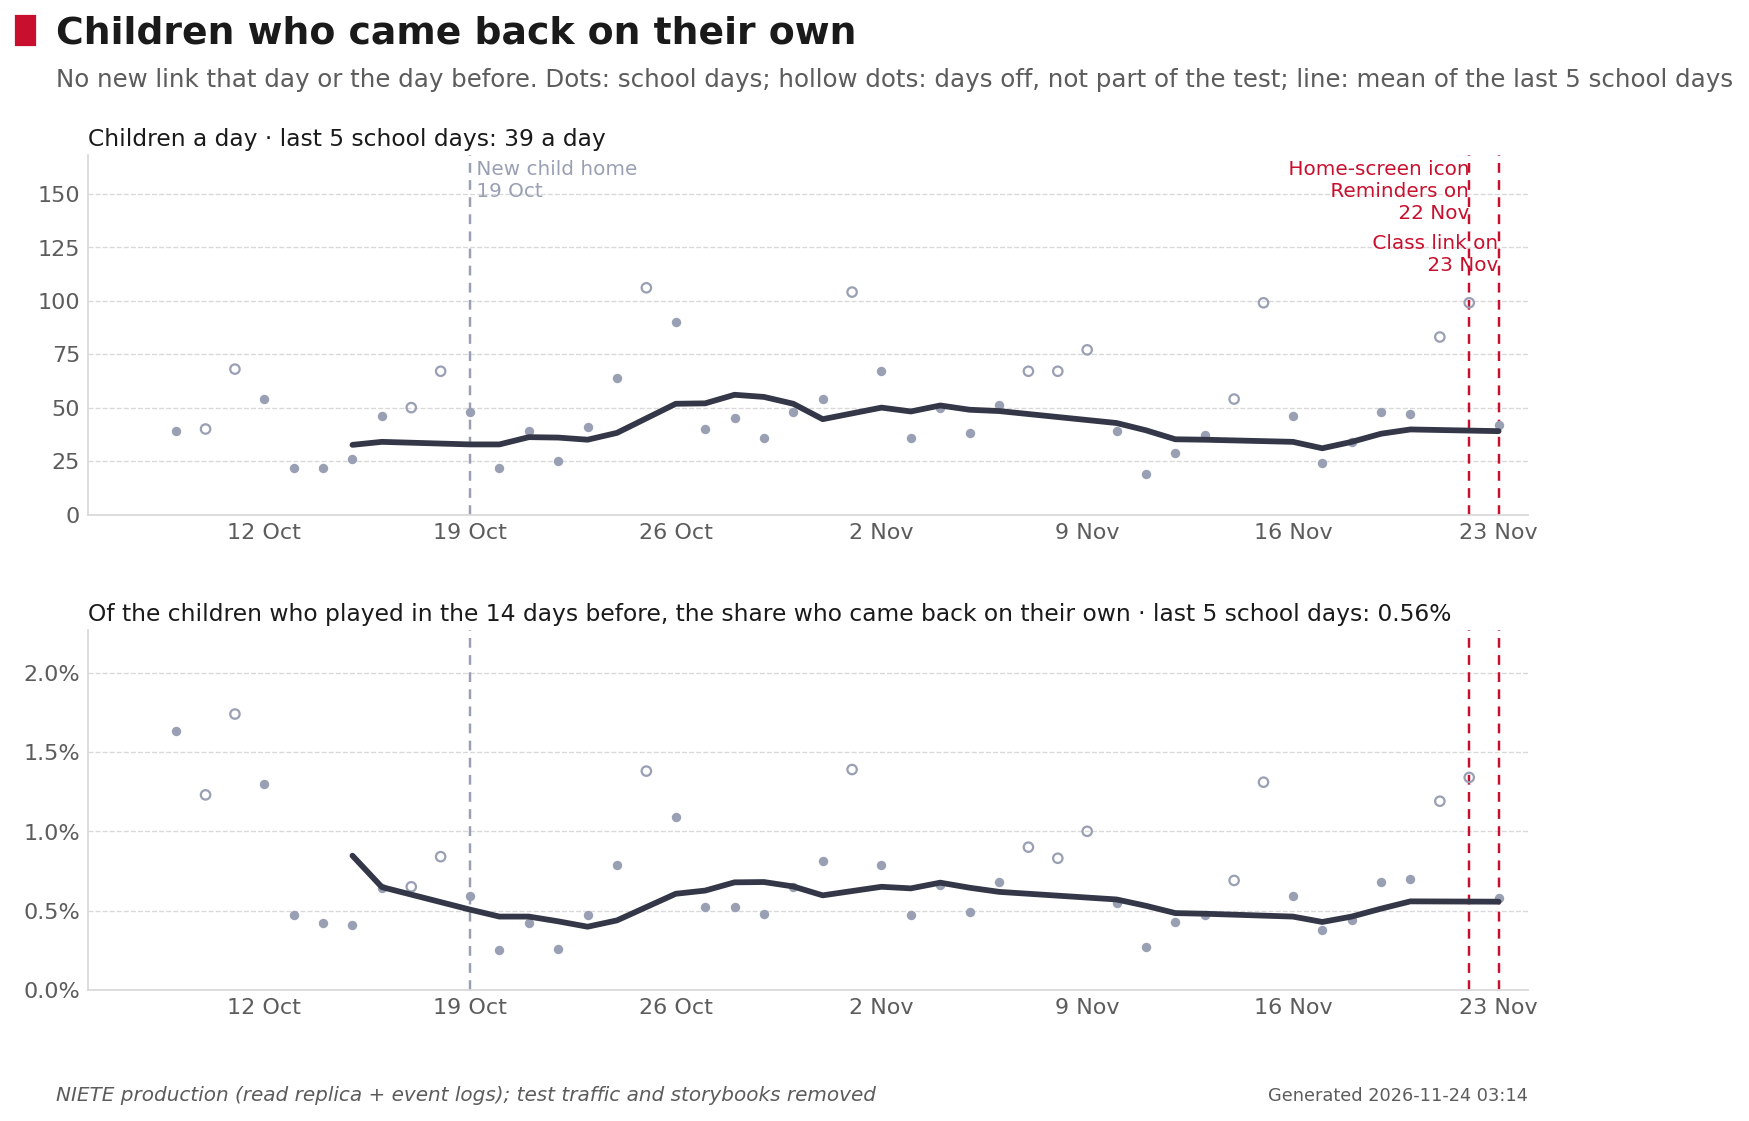 Children who came back on their own
No new link that day or the day before. Dots: school days; hollow dots: days off, not part of the test; line: mean of the last 5 school days
Children a day · last 5 school days: 39 a day
New child home
19 Oct
Home-screen icon
Reminders on
22 Nov
Class link on
23 Nov
150
125
100
75
50
25
0
12 Oct
19 Oct
26 Oct
2 Nov
9 Nov
16 Nov
23 Nov
Of the children who played in the 14 days before, the share who came back on their own · last 5 school days: 0.56%
2.0%
1.5%
1.0%
0.5%
0.0%
12 Oct
19 Oct
26 Oct
2 Nov
9 Nov
16 Nov
23 Nov
NIETE production (read replica + event logs); test traffic and storybooks removed
Generated 2026-11-24 03:14